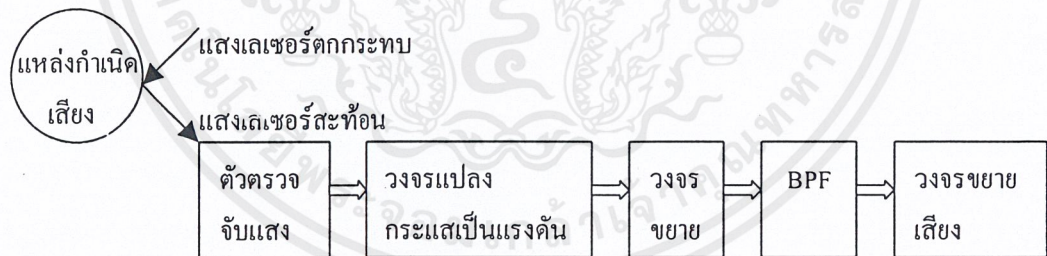 แหล่งกำเนิด
เสียง
แสงเลเซอร์ตกกระทบ
แสงเลเซอร์สะท้อน
ตัวตรวจ
จับแสง
วงจรแปลง
กระแสเป็นแรงดัน
วงจร
ขยาย
BPF
วงจรขยาย
เสียง